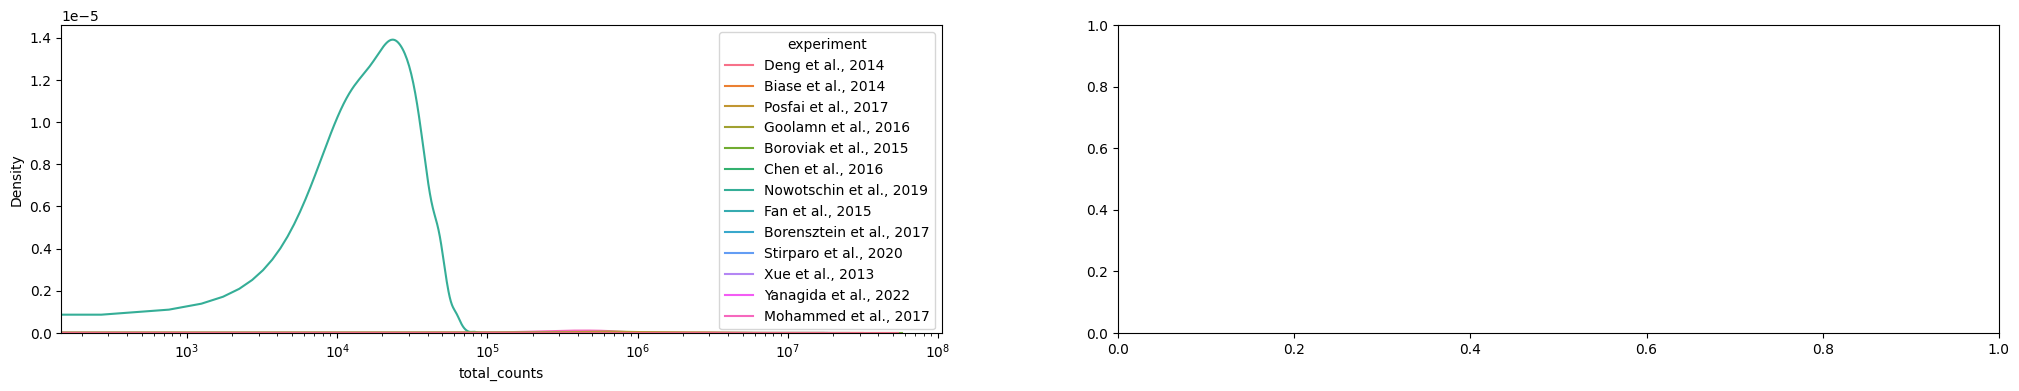 1e−5
1.4
1.2
1.0
0.8
0.6
0.4
0.2
0.0
Density
10^3
10^4
10^5
10^6
10^7
10^8
total_counts
experiment
Deng et al., 2014
Biase et al., 2014
Posfai et al., 2017
Goolamn et al., 2016
Boroviak et al., 2015
Chen et al., 2016
Nowotschin et al., 2019
Fan et al., 2015
Borensztein et al., 2017
Stirparo et al., 2020
Xue et al., 2013
Yanagida et al., 2022
Mohammed et al., 2017
1.0
0.8
0.6
0.4
0.2
0.0
0.0
0.2
0.4
0.6
0.8
1.0